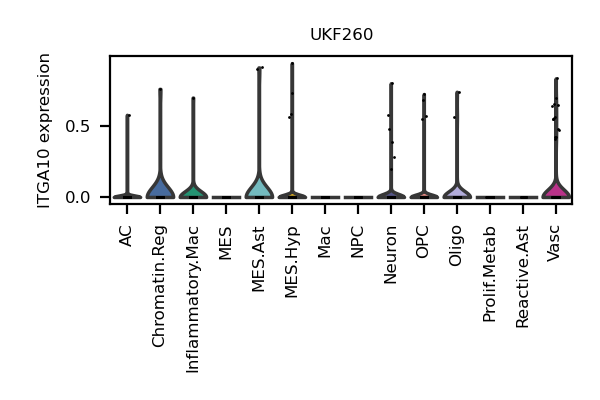 UKF260
ITGA10 expression
0.5
0.0
AC
Chromatin.Reg
Inflammatory.Mac
MES
MES.Ast
MES.Hyp
Mac
NPC
Neuron
OPC
Oligo
Prolif.Metab
Reactive.Ast
Vasc